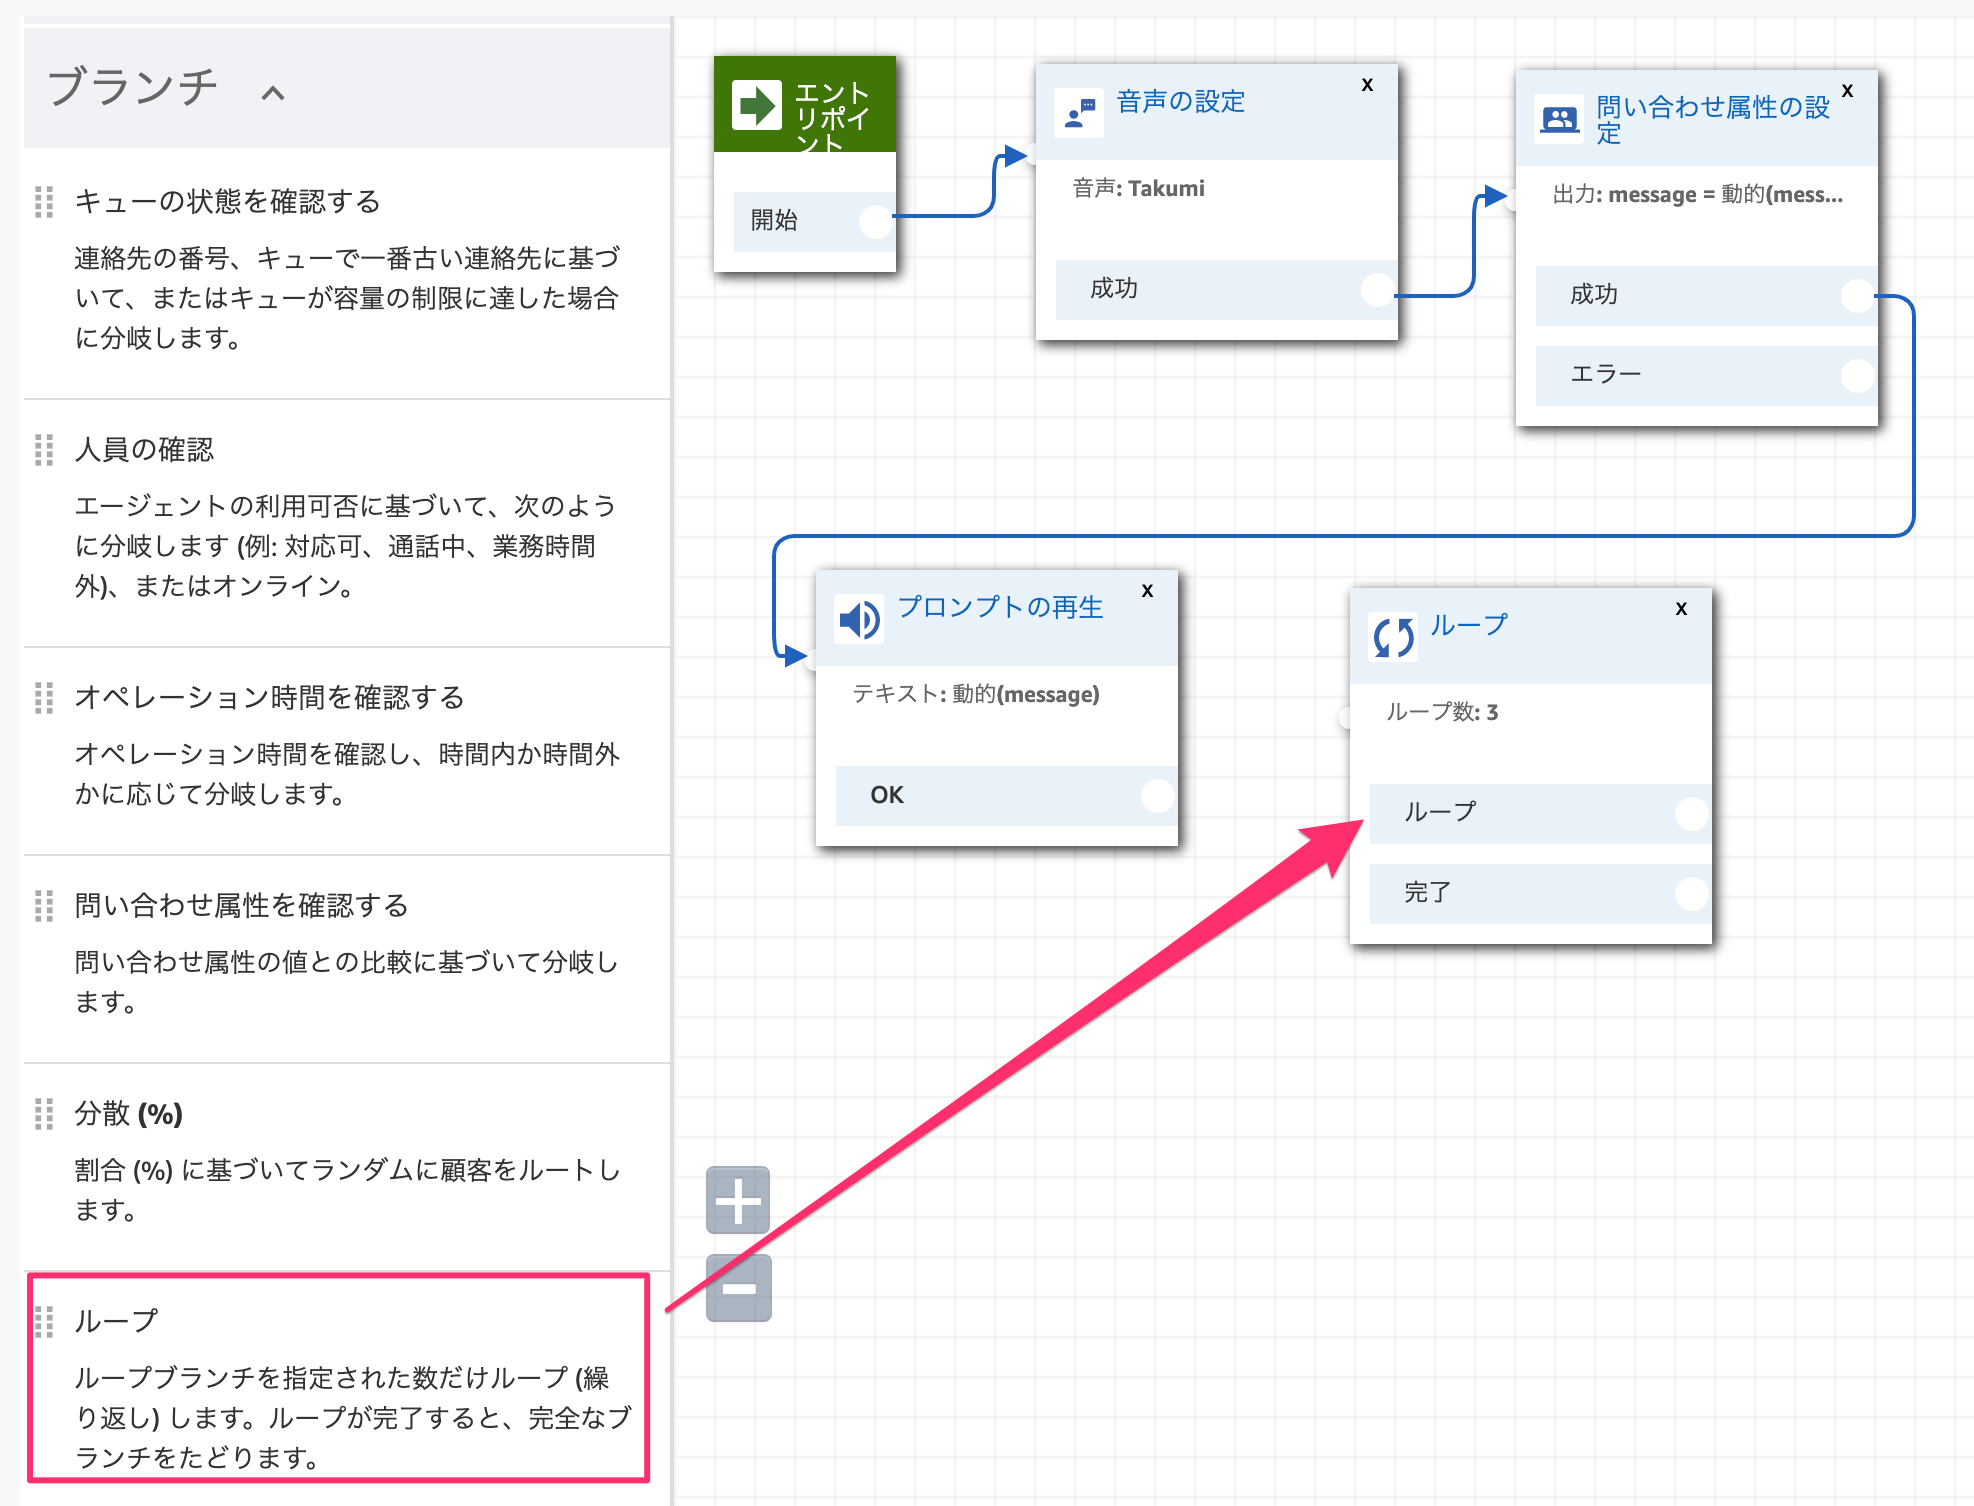 ブランチ
キューの状態を確認する
連絡先の番号、キューで一番古い連絡先に基づ
いて、またはキューが容量の制限に達した場合
に分岐します。
人員の確認
エージェントの利用可否に基づいて、次のよう
に分岐します (例: 対応可、通話中、業務時間
外)、またはオンライン。
オペレーション時間を確認する
オペレーション時間を確認し、時間内か時間外
かに応じて分岐します。
問い合わせ属性を確認する
問い合わせ属性の値との比較に基づいて分岐し
ます。
分散 (%)
割合 (%) に基づいてランダムに顧客をルートし
ます。
ループ
ループブランチを指定された数だけループ (繰
り返し) します。ループが完了すると、完全なブ
ランチをたどります。
エント
リポイ
ント
開始
音声の設定
X
音声: Takumi
成功
問い合わせ属性の設
定
X
出力: message = 動的(mess...
成功
エラー
プロンプトの再生
X
テキスト: 動的(message)
OK
ループ
X
ループ数: 3
ループ
完了